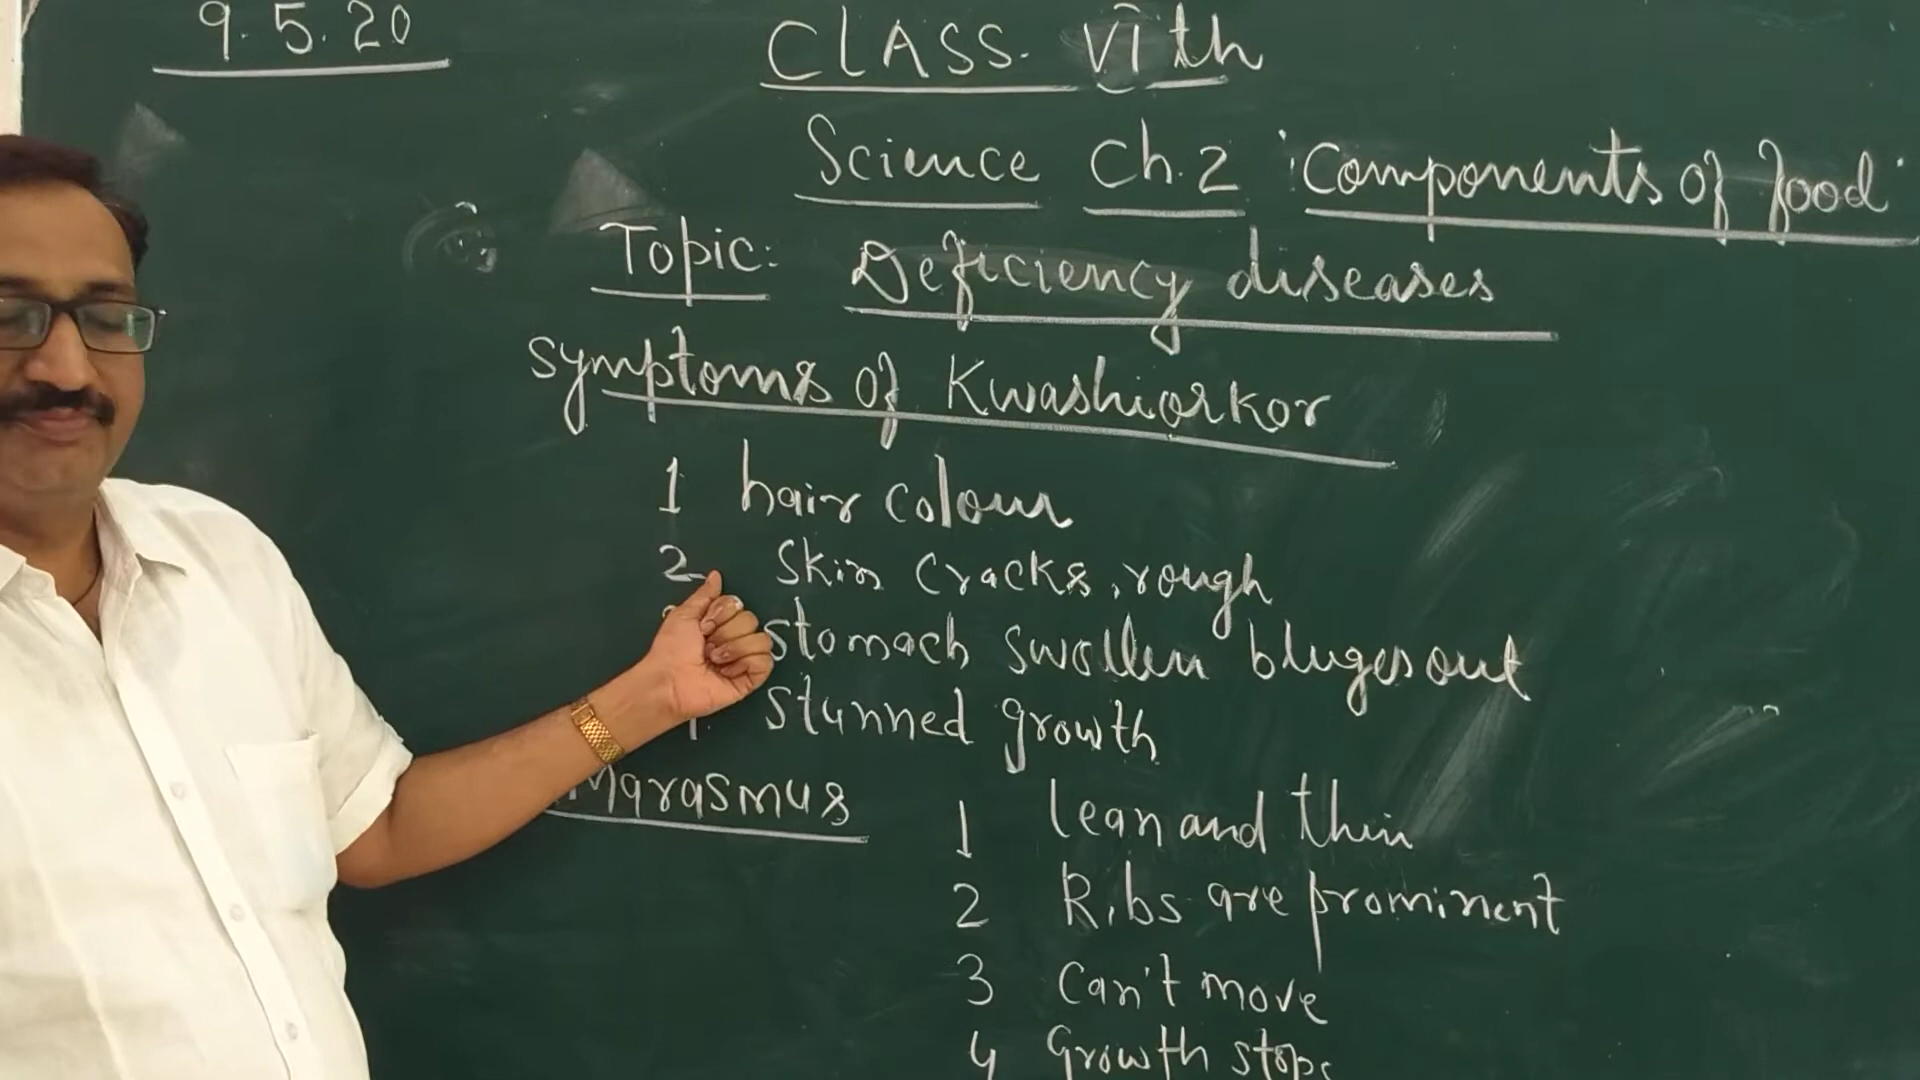 9.5.20
CLASS. VIth
Science Ch.2 'Components of food'
Topic: Deficiency diseases
Symptoms of Kwashiorkor
1 hair colour
2 Skin cracks, rough
stomach swollen bluges out
4. Stunned growth
Marasmus
1 lean and thin
2 Ribs are prominent
3 Can't move
4 Growth stops